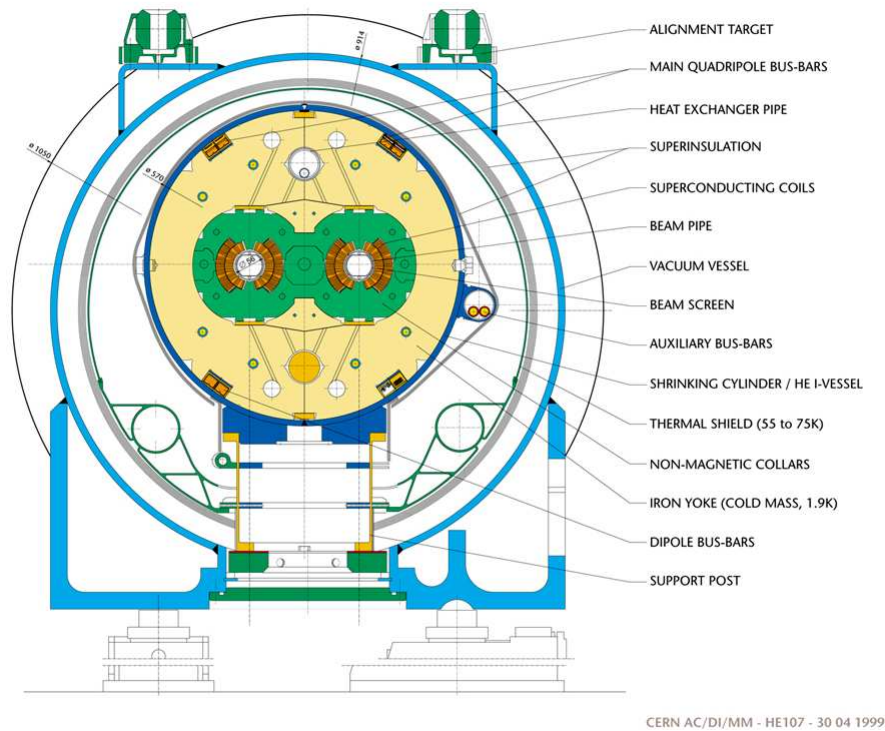 ALIGNMENT TARGET
MAIN QUADRIPOLE BUS-BARS
HEAT EXCHANGER PIPE
SUPERINSULATION
SUPERCONDUCTING COILS
BEAM PIPE
VACUUM VESSEL
BEAM SCREEN
AUXILIARY BUS-BARS
SHRINKING CYLINDER / HE I-VESSEL
THERMAL SHIELD (55 to 75K)
NON-MAGNETIC COLLARS
IRON YOKE (COLD MASS, 1.9K)
DIPOLE BUS-BARS
SUPPORT POST
ø 914
ø 1050
ø 570
ø 56
CERN AC/DI/MM - HE107 - 30 04 1999